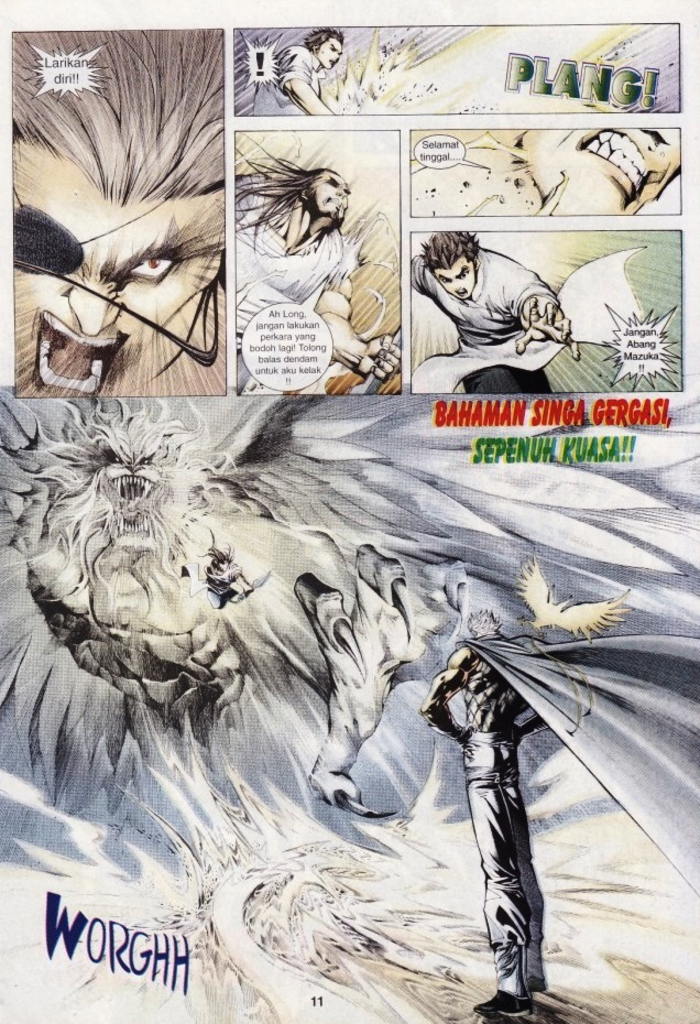 Larikan
diri!!
!
PLANG!
Ah Long,
jangan lakukan
perkara yang
bodoh lagi! Tolong
balas dendam
aku kelak
!!
Selamat
tinggal....
Jangan,
Abang
Mazuka
!!
BAHAMAN SINGA GERGASI,
SEPENUH KUASA!!
WORGHH
11